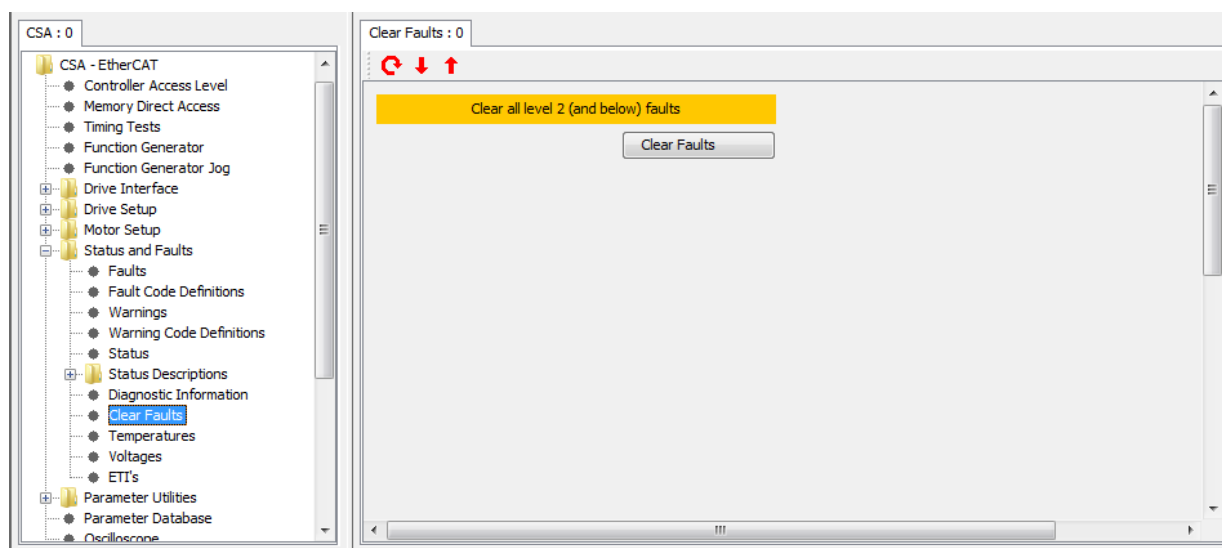 CSA : 0
CSA - EtherCAT
Controller Access Level
Memory Direct Access
Timing Tests
Function Generator
Function Generator Jog
Drive Interface
Drive Setup
Motor Setup
Status and Faults
Faults
Fault Code Definitions
Warnings
Warning Code Definitions
Status
Status Descriptions
Diagnostic Information
Clear Faults
Temperatures
Voltages
ETI's
Parameter Utilities
Parameter Database
Oscilloscope
Clear Faults : 0
Clear all level 2 (and below) faults
Clear Faults